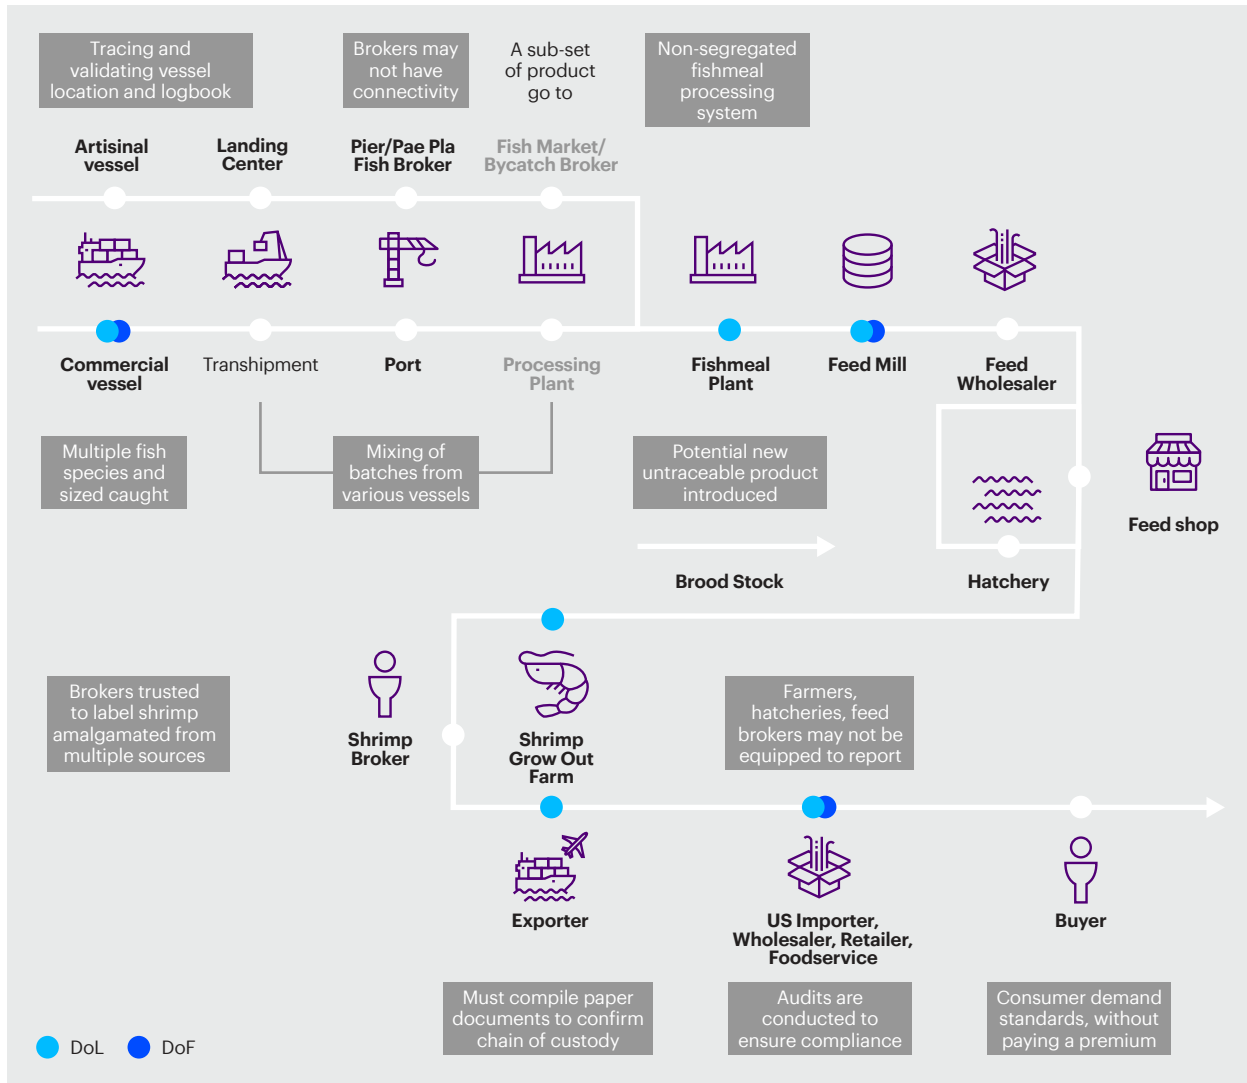 Tracing and
validating vessel
location and logbook
Brokers may
not have
connectivity
A sub-set
of product
go to
Non-segregated
fishmeal
processing
system
Artisinal
vessel
Landing
Center
Pier/Pae Pla
Fish Broker
Fish Market/
Bycatch Broker
Commercial
vessel
Transhipment
Port
Processing
Plant
Fishmeal
Plant
Feed Mill
Feed
Wholesaler
Multiple fish
species and
sized caught
Mixing of
batches from
various vessels
Potential new
untraceable product
introduced
Feed shop
Brood Stock
Hatchery
Brokers trusted
to label shrimp
amalgamated from
multiple sources
Shrimp
Broker
Shrimp
Grow Out
Farm
Farmers,
hatcheries, feed
brokers may not be
equipped to report
Exporter
US Importer,
Wholesaler, Retailer,
Foodservice
Buyer
Must compile paper
documents to confirm
chain of custody
Audits are
conducted to
ensure compliance
Consumer demand
standards, without
paying a premium
DoL
DoF